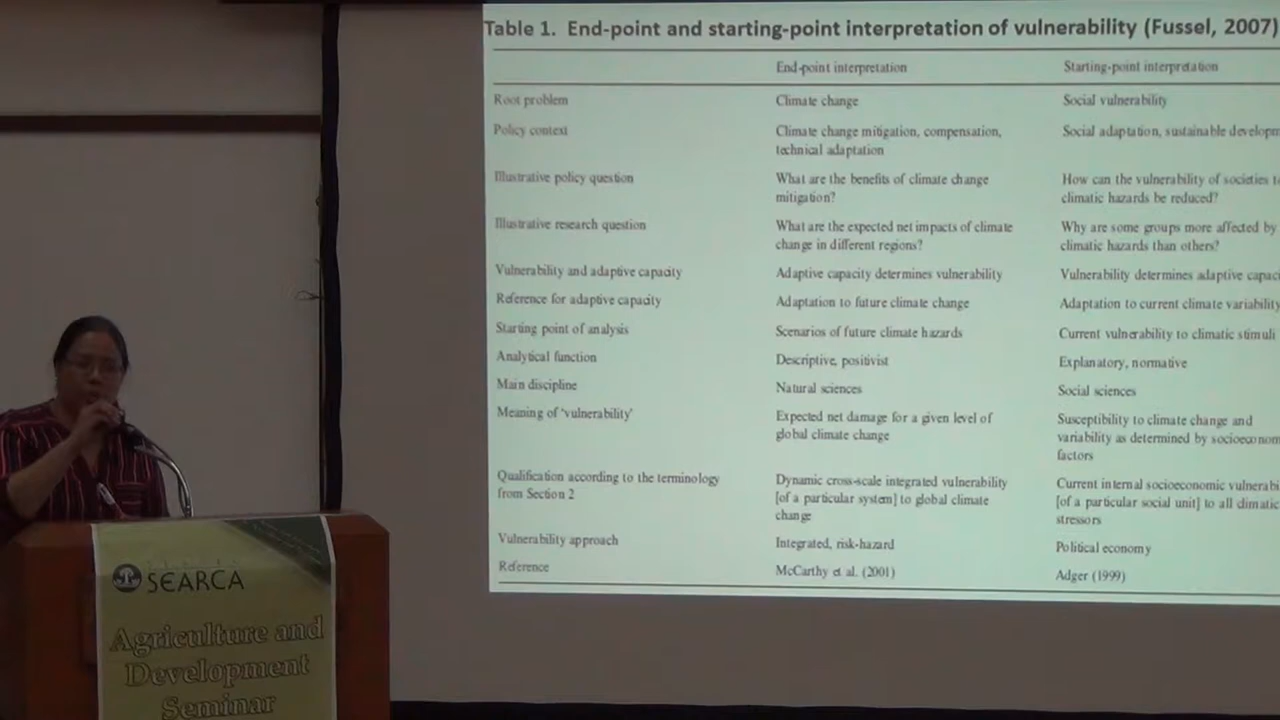 Table 1. End-point and starting-point interpretation of vulnerability (Fussel, 2007)
End-point interpretation Starting-point interpretation
Root problem Climate change Social vulnerability
Policy context Climate change mitigation, compensation, Social adaptation, sustainable developm
technical adaptation
Illustrative policy question What are the benefits of climate change How can the vulnerability of societies t
mitigation? climatic hazards be reduced?
Illustrative research question What are the expected net impacts of climate Why are some groups more affected by
change in different regions? climatic hazards than others?
Vulnerability and adaptive capacity Adaptive capacity determines vulnerability Vulnerability determines adaptive capaci
Reference for adaptive capacity Adaptation to future climate change Adaptation to current climate variability
Starting point of analysis Scenarios of future climate hazards Current vulnerability to climatic stimuli
Analytical function Descriptive, positivist Explanatory, normative
Main discipline Natural sciences Social sciences
Meaning of 'vulnerability' Expected net damage for a given level of Susceptibility to climate change and
global climate change variability as determined by socioeconom
factors
Qualification according to the terminology Dynamic cross-scale integrated vulnerability Current internal socioeconomic vulnerabi
from Section 2 [of a particular system] to global climate [of a particular social unit] to all climatic
change stressors
Vulnerability approach Integrated, risk-hazard Political economy
Reference McCarthy et al. (2001) Adger (1999)
SEARCA
Agriculture and
Development
Seminar